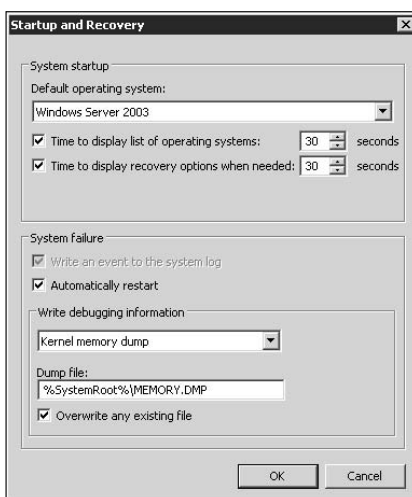 Startup and Recovery
System startup
Default operating system:
Windows Server 2003
Time to display list of operating systems: 30 seconds
Time to display recovery options when needed: 30 seconds
System failure
Write an event to the system log
Automatically restart
Write debugging information
Kernel memory dump
Dump file:
%SystemRoot%\MEMORY.DMP
Overwrite any existing file
OK Cancel